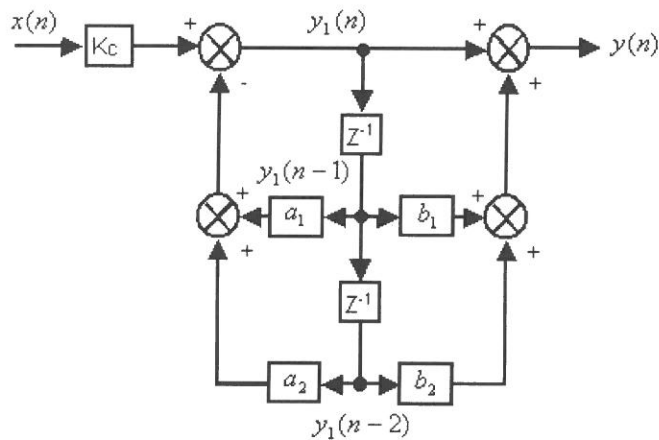 x(n) Kc + y₁(n) + y(n)
- +
Z⁻¹
y₁(n−1)
+ a₁ b₁ +
+ +
Z⁻¹
a₂ b₂
y₁(n−2)